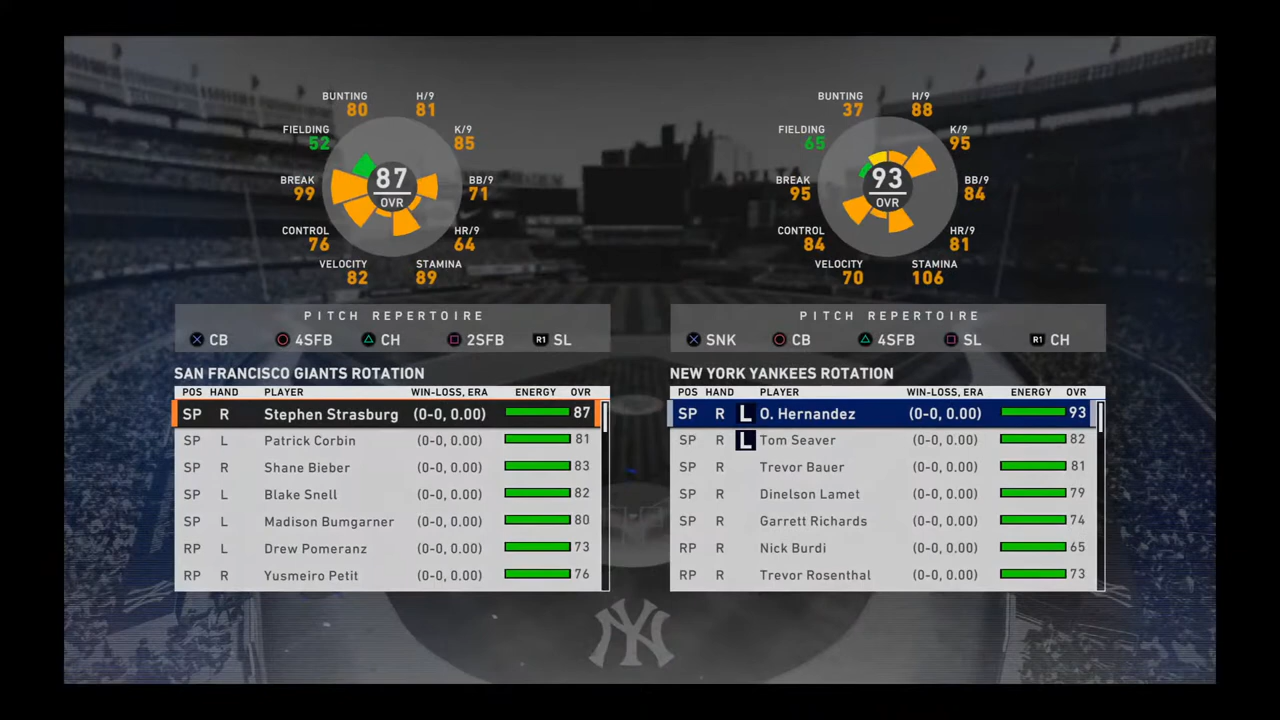 BUNTING 80
H/9 81
FIELDING 52
K/9 85
BREAK 99
87 OVR
BB/9 71
CONTROL 76
HR/9 64
VELOCITY 82
STAMINA 89
PITCH REPERTOIRE
CB 4SFB CH 2SFB R1 SL
SAN FRANCISCO GIANTS ROTATION
POS HAND PLAYER WIN-LOSS, ERA ENERGY OVR
SP R Stephen Strasburg (0-0, 0.00) 87
SP L Patrick Corbin (0-0, 0.00) 81
SP R Shane Bieber (0-0, 0.00) 83
SP L Blake Snell (0-0, 0.00) 82
SP L Madison Bumgarner (0-0, 0.00) 80
RP L Drew Pomeranz (0-0, 0.00) 73
RP R Yusmeiro Petit (0-0, 0.00) 76
BUNTING 37
H/9 88
FIELDING 65
K/9 95
BREAK 95
93 OVR
BB/9 84
CONTROL 84
HR/9 81
VELOCITY 70
STAMINA 106
PITCH REPERTOIRE
SNK CB 4SFB SL R1 CH
NEW YORK YANKEES ROTATION
POS HAND PLAYER WIN-LOSS, ERA ENERGY OVR
SP R L O. Hernandez (0-0, 0.00) 93
SP R L Tom Seaver (0-0, 0.00) 82
SP R Trevor Bauer (0-0, 0.00) 81
SP R Dinelson Lamet (0-0, 0.00) 79
SP R Garrett Richards (0-0, 0.00) 74
RP R Nick Burdi (0-0, 0.00) 65
RP R Trevor Rosenthal (0-0, 0.00) 73
NY